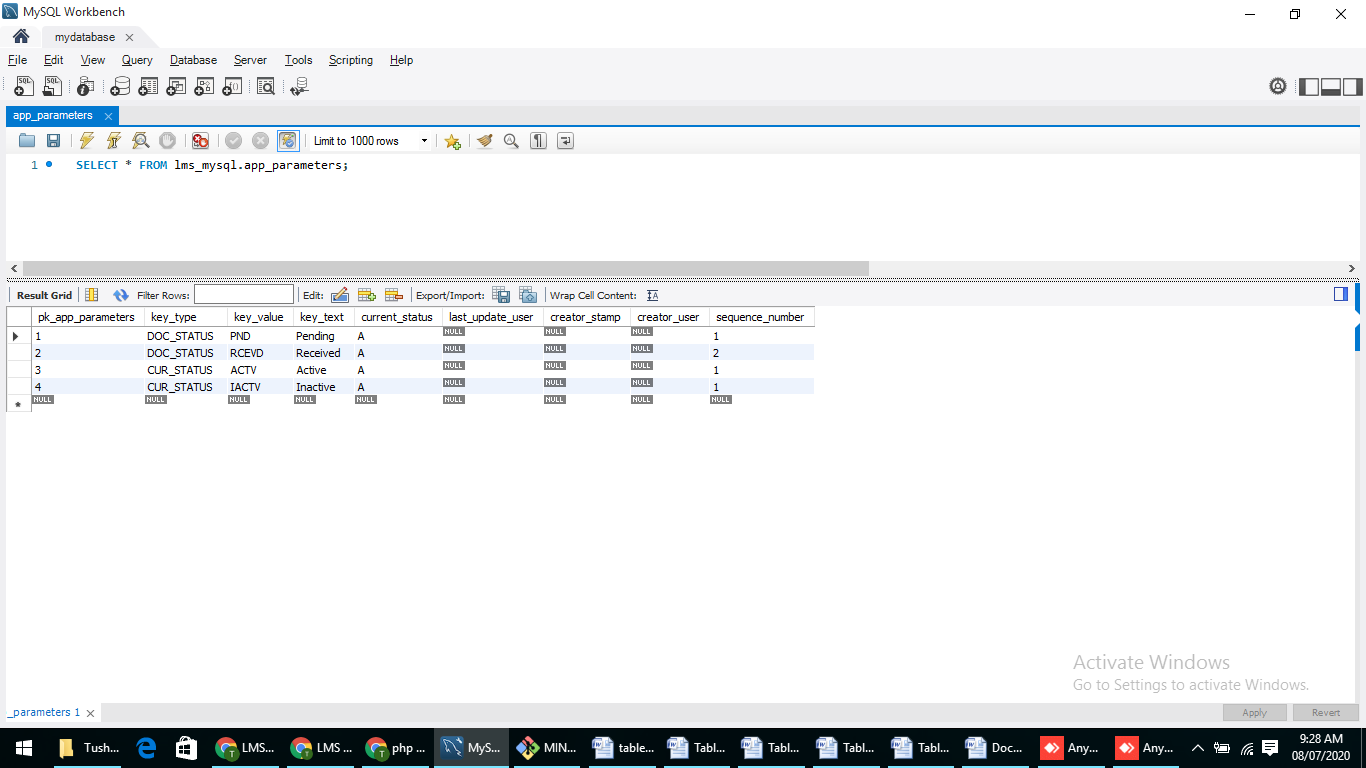 MySQL Workbench
mydatabase
File Edit View Query Database Server Tools Scripting Help
app_parameters
Limit to 1000 rows
1 SELECT * FROM lms_mysql.app_parameters;
Result Grid Filter Rows: Edit: Export/Import: Wrap Cell Content:
pk_app_parameters key_type key_value key_text current_status last_update_user creator_stamp creator_user sequence_number
1 DOC_STATUS PND Pending A NULL NULL NULL 1
2 DOC_STATUS RCEVD Received A NULL NULL NULL 2
3 CUR_STATUS ACTV Active A NULL NULL NULL 1
4 CUR_STATUS IACTV Inactive A NULL NULL NULL 1
NULL NULL NULL NULL NULL NULL NULL NULL NULL
Activate Windows
Go to Settings to activate Windows.
_parameters 1 Apply Revert
Tush... LMS... LMS ... php ... MyS... MIN... table... Tabl... Tabl... Tabl... Tabl... Doc... Any... Any... 9:28 AM
08/07/2020